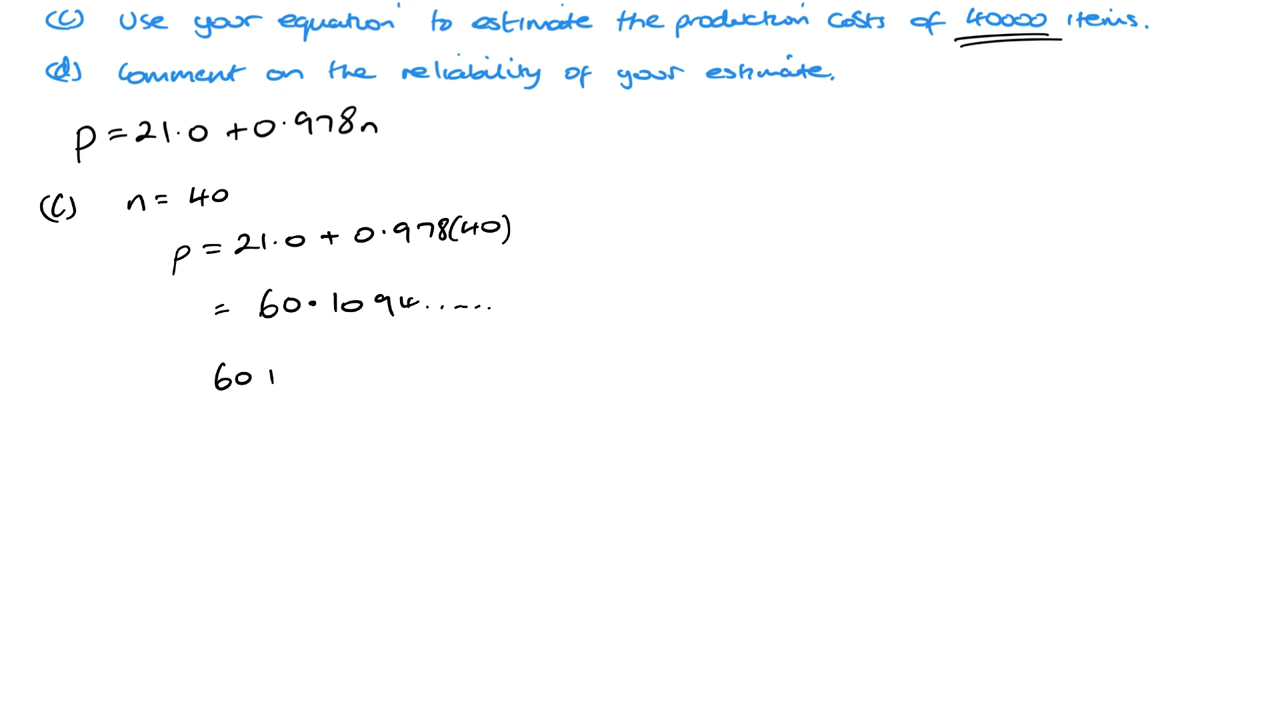 (c) Use your equation to estimate the production costs of 40000 items.
(d) Comment on the reliability of your estimate.
p = 21.0 + 0.978n
(c) n = 40
p = 21.0 + 0.978(40)
= 60.1094......
60 1